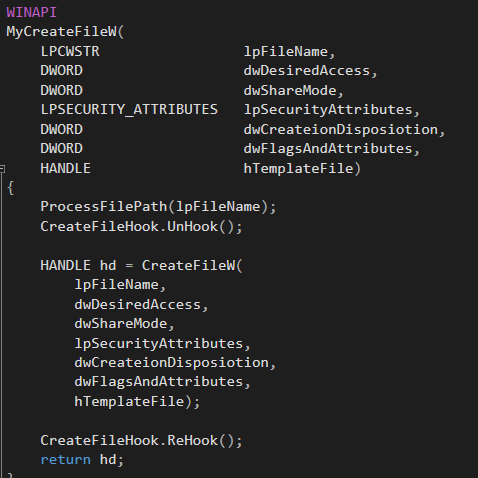 WINAPI
MyCreateFileW(
LPCWSTR lpFileName,
DWORD dwDesiredAccess,
DWORD dwShareMode,
LPSECURITY_ATTRIBUTES lpSecurityAttributes,
DWORD dwCreateionDisposiotion,
DWORD dwFlagsAndAttributes,
HANDLE hTemplateFile)
{
ProcessFilePath(lpFileName);
CreateFileHook.UnHook();
HANDLE hd = CreateFileW(
lpFileName,
dwDesiredAccess,
dwShareMode,
lpSecurityAttributes,
dwCreateionDisposiotion,
dwFlagsAndAttributes,
hTemplateFile);
CreateFileHook.ReHook();
return hd;
}